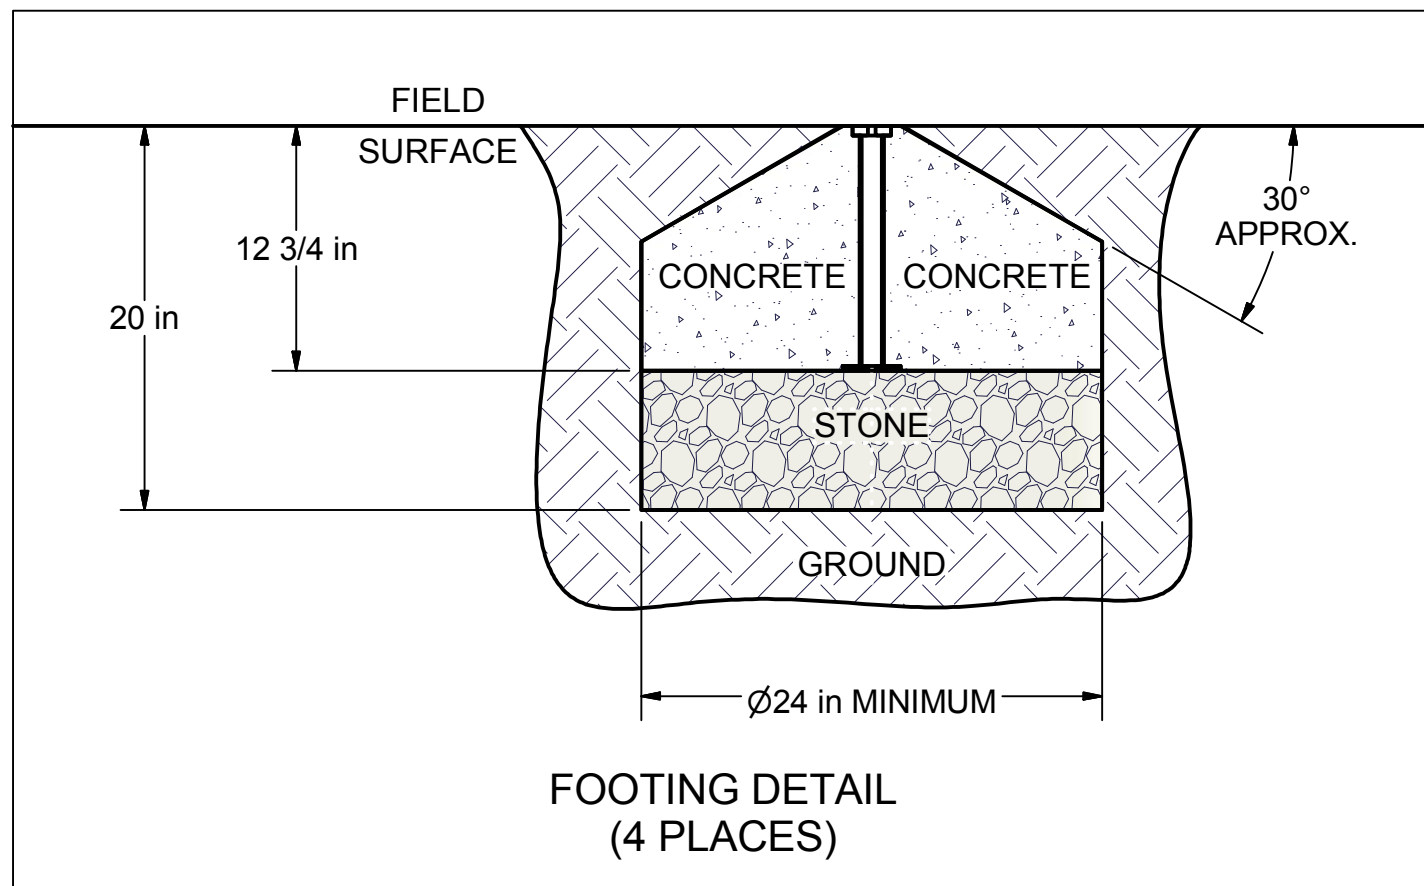 FIELD
SURFACE
30°
APPROX.
12 3/4 in
CONCRETE
CONCRETE
20 in
STONE
GROUND
Ø24 in MINIMUM
FOOTING DETAIL
(4 PLACES)